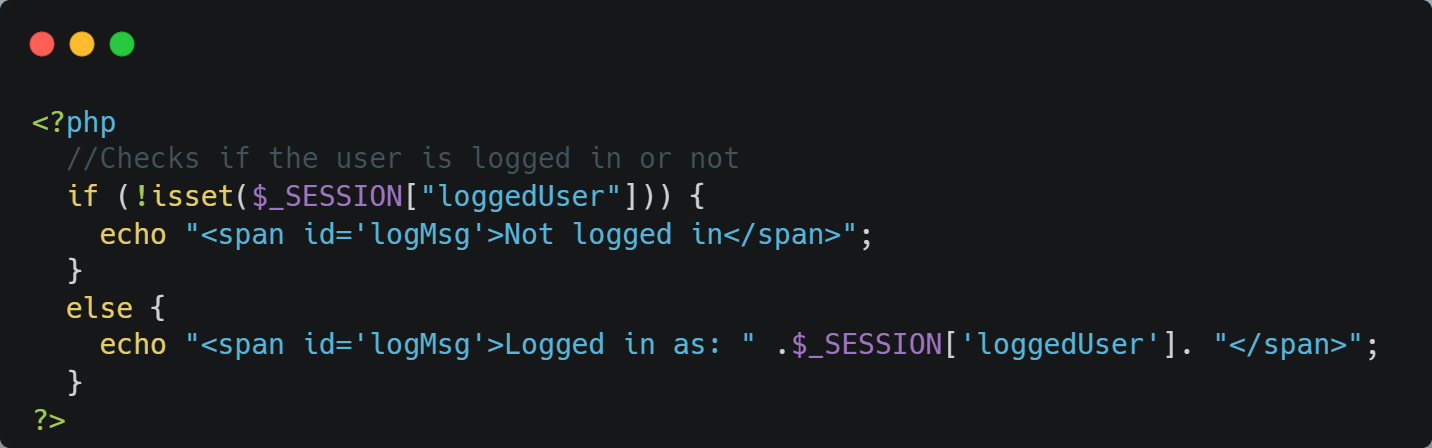 <?php
//Checks if the user is logged in or not
if (!isset($_SESSION["loggedUser"])) {
echo "<span id='logMsg'>Not logged in</span>";
}
else {
echo "<span id='logMsg'>Logged in as: " .$_SESSION['loggedUser']. "</span>";
}
?>